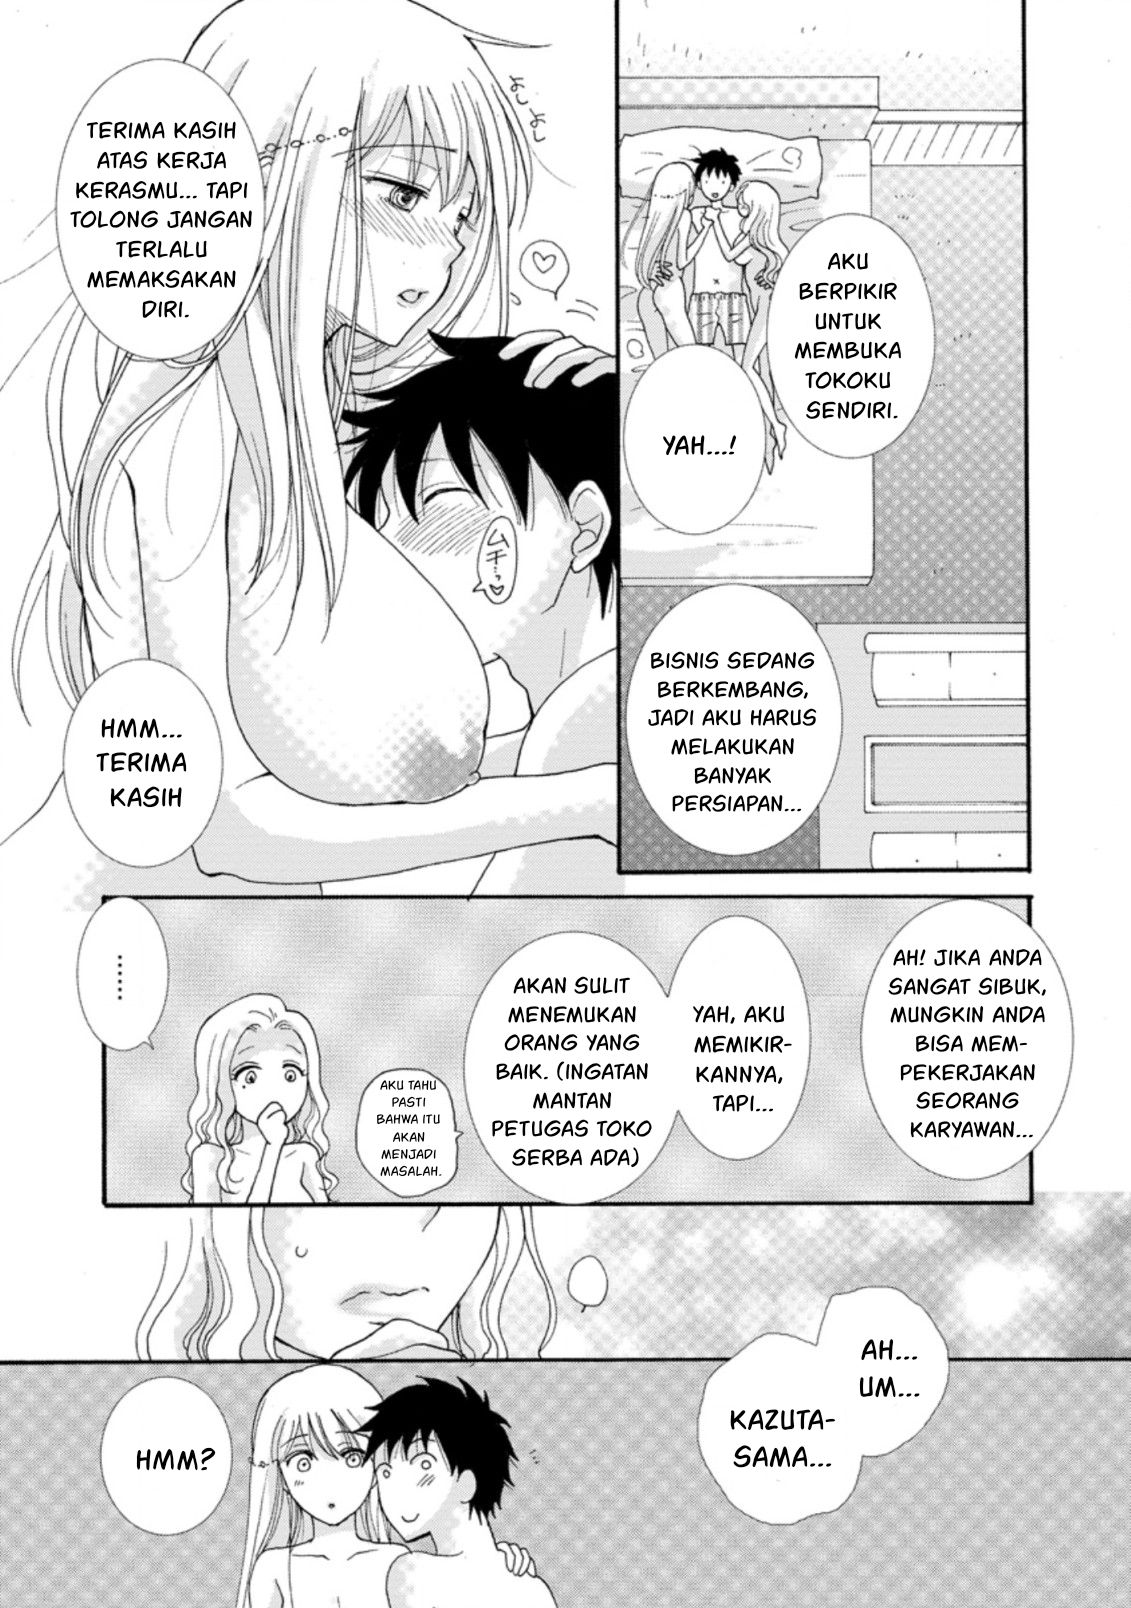 AKU
BERPIKIR
UNTUK
MEMBUKA
TOKOKU
SENDIRI.
YAH...!
BISNIS SEDANG
BERKEMBANG,
JADI AKU HARUS
MELAKUKAN
BANYAK
PERSIAPAN...
TERIMA KASIH
ATAS KERJA
KERASMU... TAPI
TOLONG JANGAN
TERLALU
MEMAKSAKAN
DIRI.
ムチ...っ♡
HMM...
TERIMA
KASIH
AH! JIKA ANDA
SANGAT SIBUK,
MUNGKIN ANDA
BISA MEM-
PEKERJAKAN
SEORANG
KARYAWAN...
YAH, AKU
MEMIKIR-
KANNYA,
TAPI...
AKAN SULIT
MENEMUKAN
ORANG YANG
BAIK. (INGATAN
MANTAN
PETUGAS TOKO
SERBA ADA)
AKU TAHU
PASTI
BAHWA ITU
AKAN
MENJADI
MASALAH.
......
AH...
UM...
KAZUTA-
SAMA...
HMM?